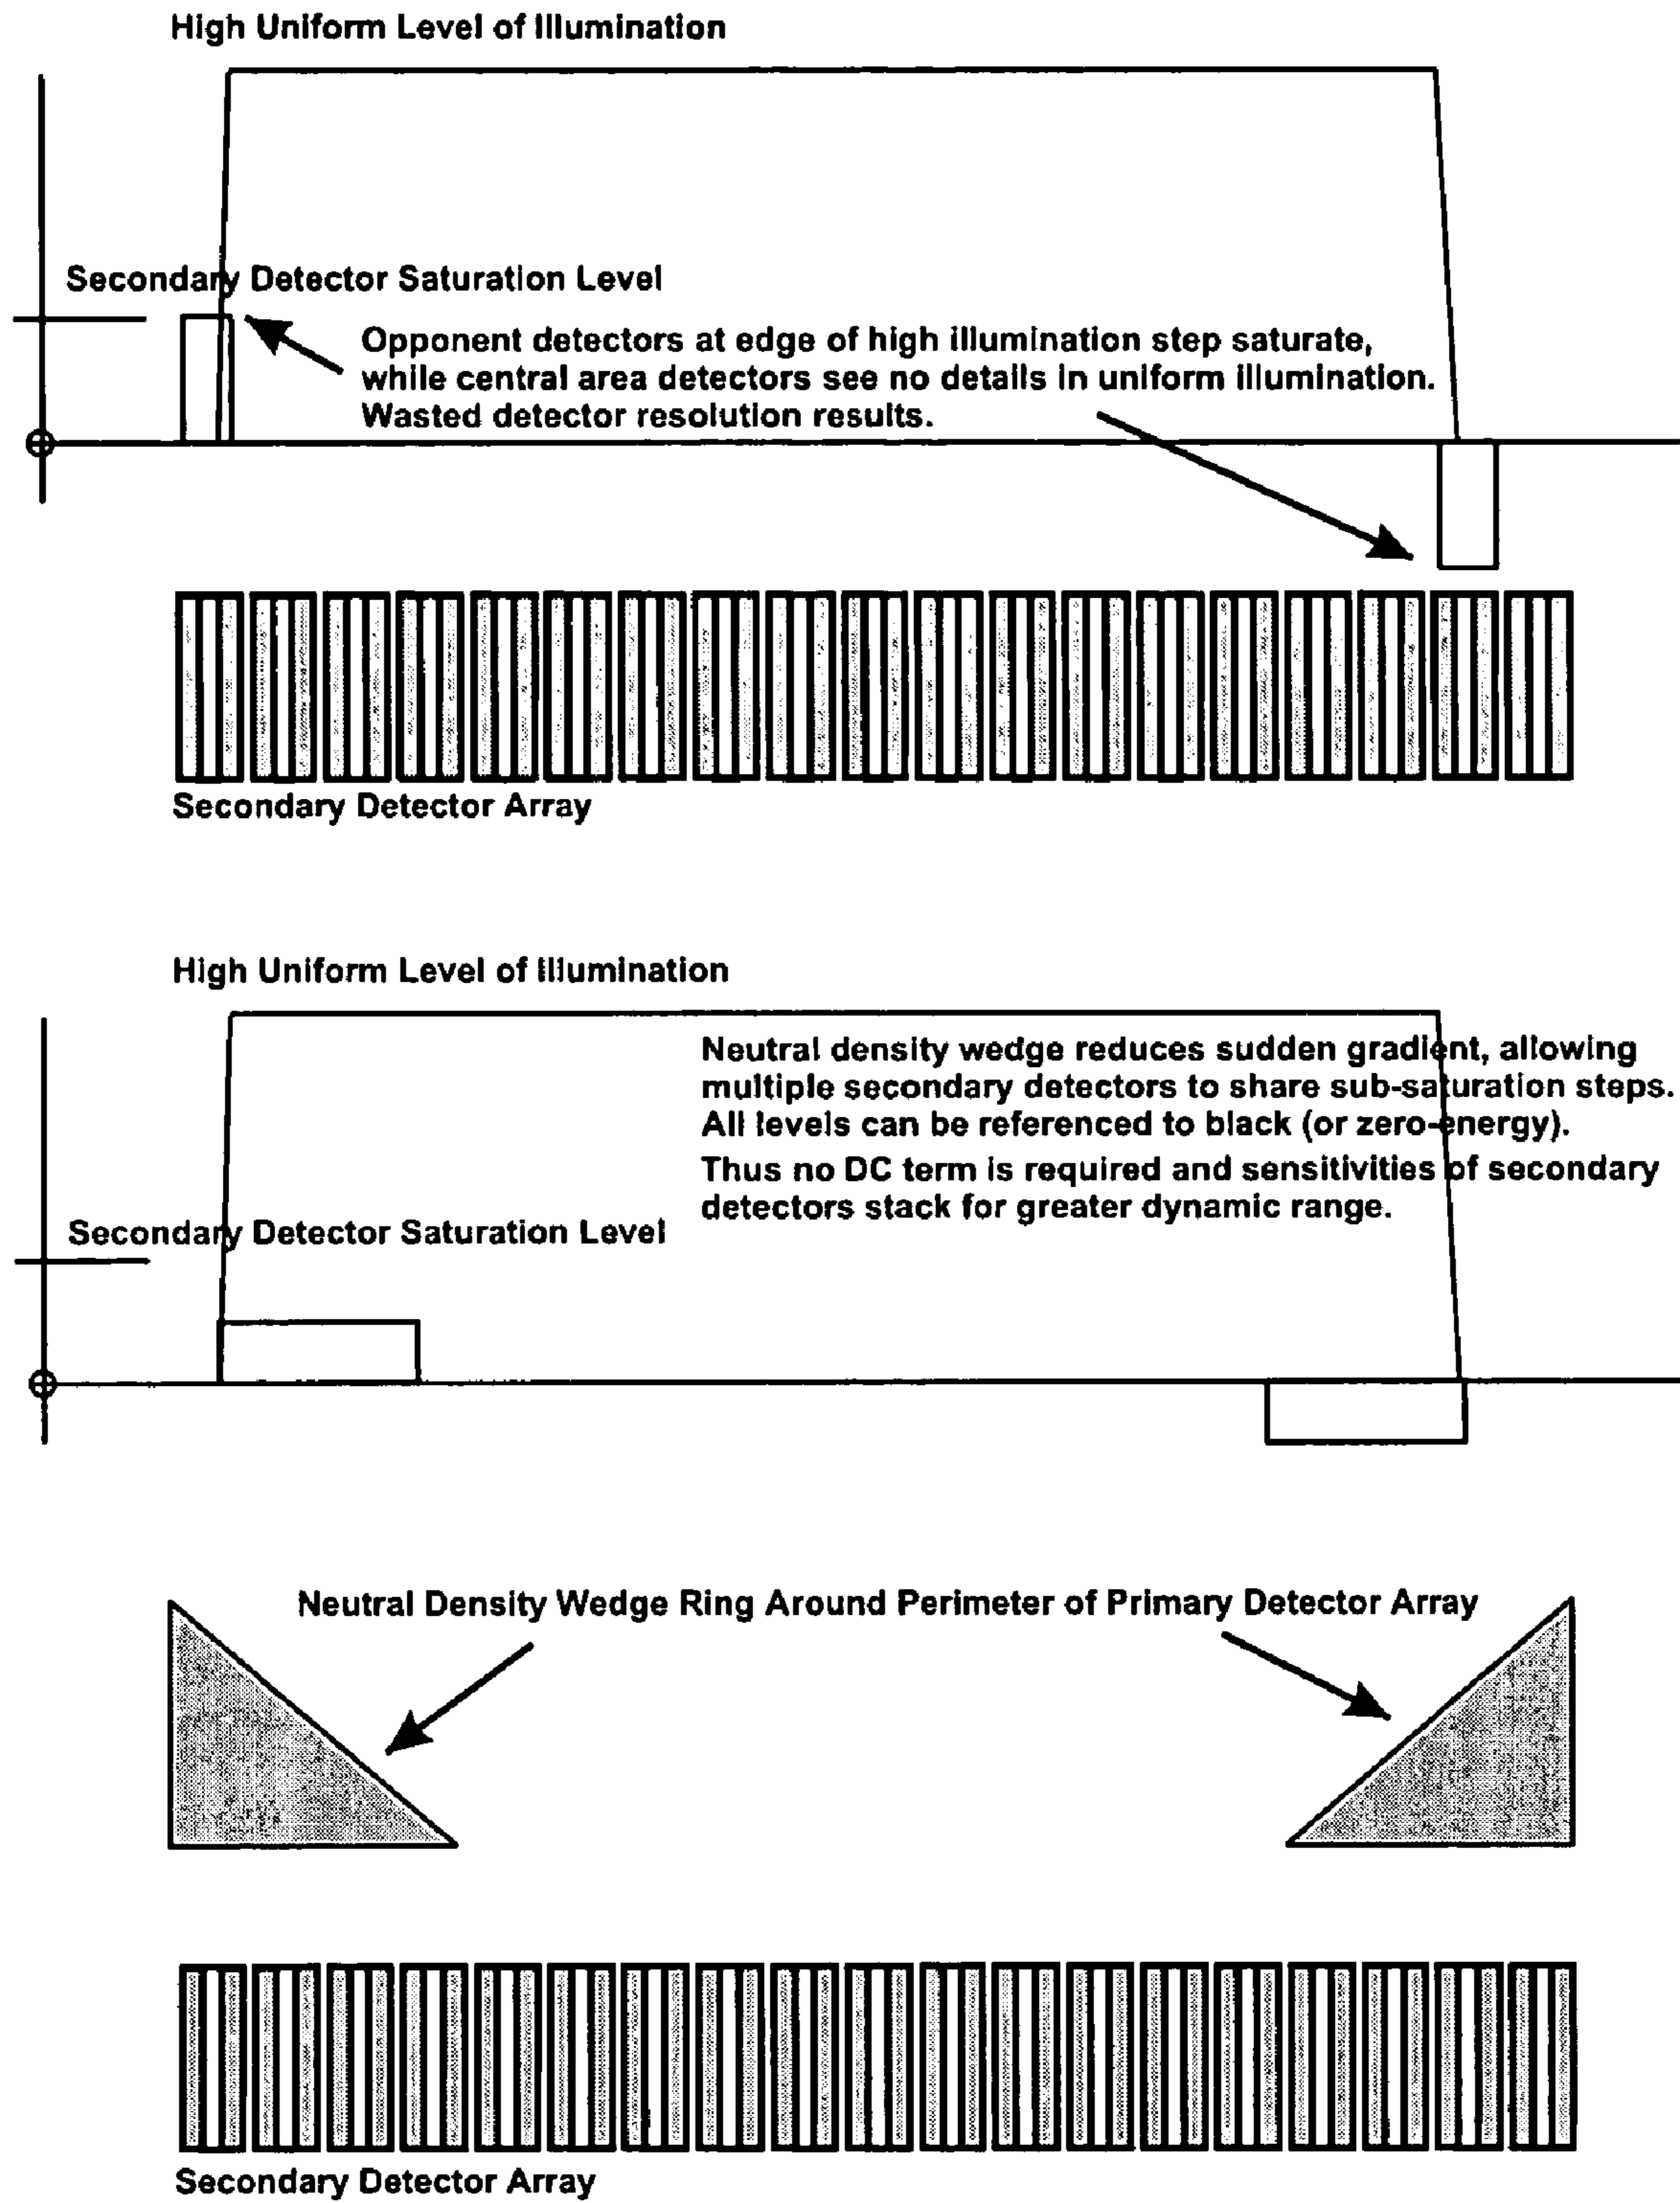 High Uniform Level of Illumination
Secondary Detector Saturation Level
Opponent detectors at edge of high illumination step saturate,
while central area detectors see no details in uniform illumination.
Wasted detector resolution results.
Secondary Detector Array
High Uniform Level of Illumination
Neutral density wedge reduces sudden gradient, allowing
multiple secondary detectors to share sub-saturation steps.
All levels can be referenced to black (or zero-energy).
Thus no DC term is required and sensitivities of secondary
detectors stack for greater dynamic range.
Secondary Detector Saturation Level
Neutral Density Wedge Ring Around Perimeter of Primary Detector Array
Secondary Detector Array